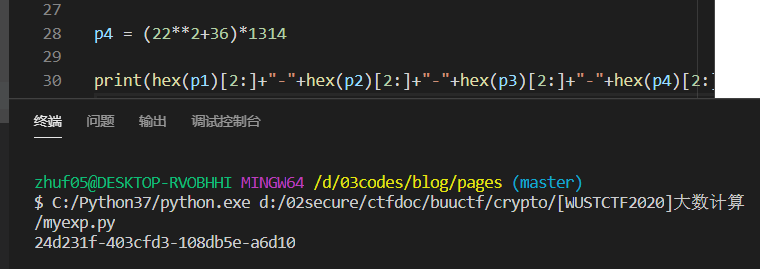 27
28 p4 = (22**2+36)*1314
29
30 print(hex(p1)[2:]+"-"+hex(p2)[2:]+"-"+hex(p3)[2:]+"-"+hex(p4)[2:]
终端 问题 输出 调试控制台
zhuf05@DESKTOP-RVOBHHI MINGW64 /d/03codes/blog/pages (master)
$ C:/Python37/python.exe d:/02secure/ctfdoc/buuctf/crypto/[WUSTCTF2020]大数计算
/myexp.py
24d231f-403cfd3-108db5e-a6d10